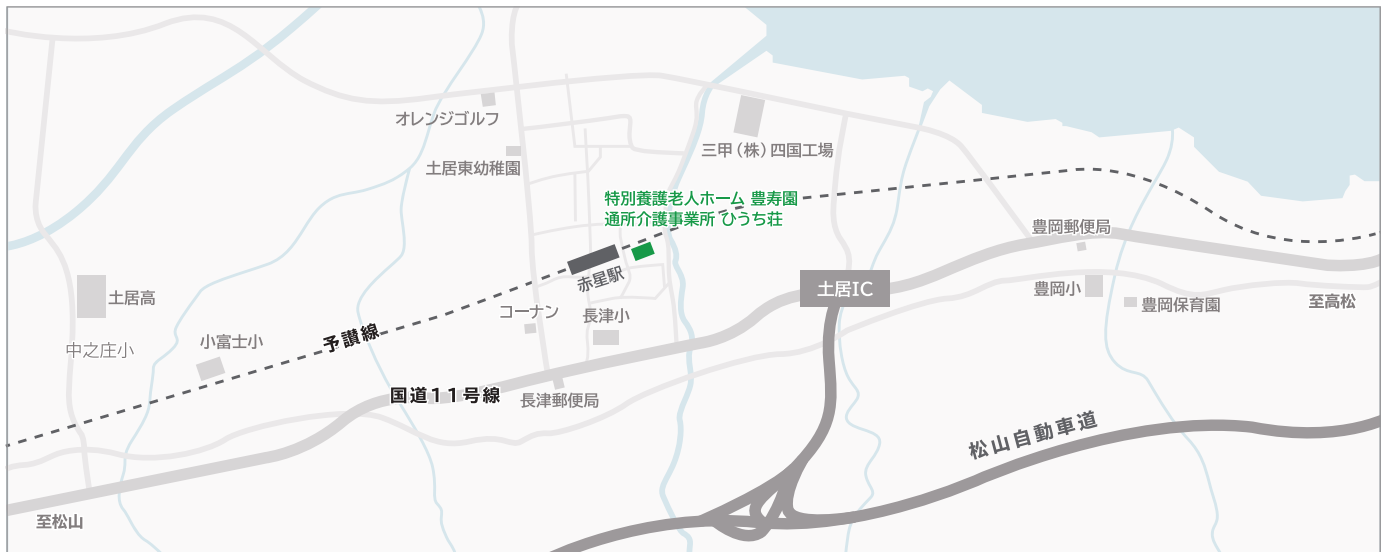 オレンジゴルフ
三甲（株）四国工場
土居東幼稚園
特別養護老人ホーム 豊寿園
通所介護事業所 ひうち荘
豊岡郵便局
赤星駅
土居IC
豊岡小
土居高
豊岡保育園
至高松
コーナン
長津小
予讃線
小富士小
中之庄小
国道11号線
長津郵便局
松山自動車道
至松山